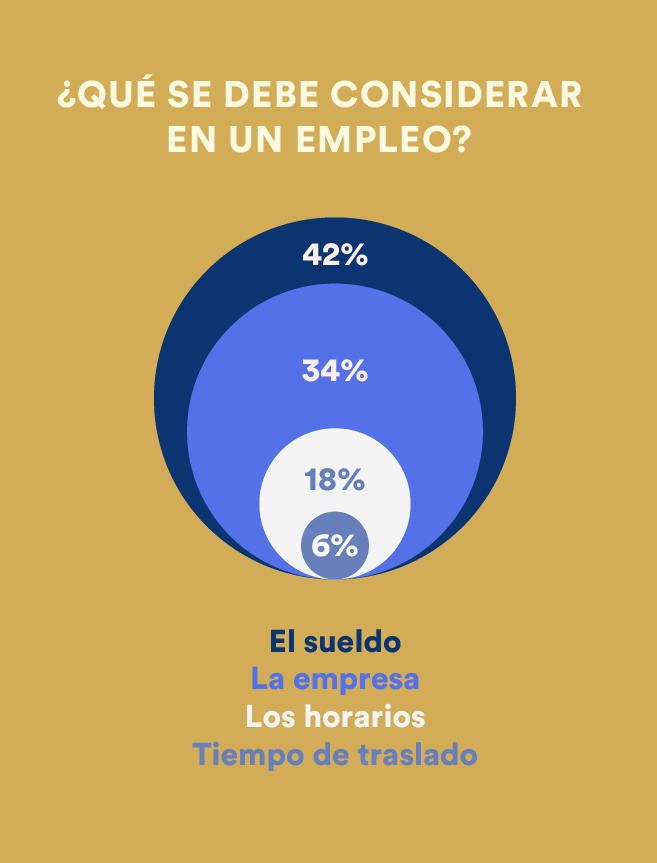 ¿QUÉ SE DEBE CONSIDERAR
EN UN EMPLEO?
42%
34%
18%
6%
El sueldo
La empresa
Los horarios
Tiempo de traslado